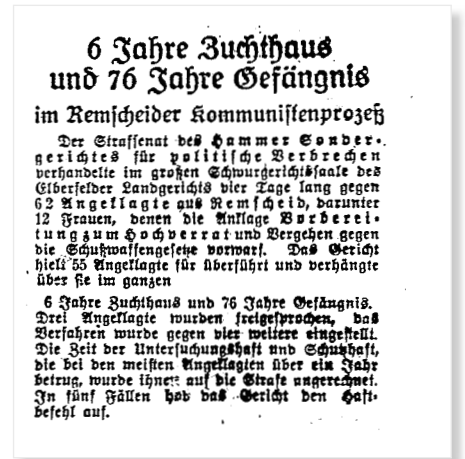 6 Jahre Zuchthaus
und 76 Jahre Gefängnis
im Remscheider Kommunistenprozeß
Der Strafsenat des Hammer Sonder-
gerichtes für politische Verbrechen
verhandelte im großen Schwurgerichtssaale des
Elberfelder Landgerichts vier Tage lang gegen
62 Angeklagte aus Remscheid, darunter
12 Frauen, denen die Anklage Vorberei-
tung zum Hochverrat und Vergehen gegen
die Schußwaffengesetze vorwarf. Das Gericht
hielt 55 Angeklagte für überführt und verhängte
über sie im ganzen
6 Jahre Zuchthaus und 76 Jahre Gefängnis.
Drei Angeklagte wurden freigesprochen, das
Verfahren wurde gegen vier weitere eingestellt.
Die Zeit der Untersuchungshaft und Schutzhaft,
die bei den meisten Angeklagten über ein Jahr
betrug, wurde ihnen auf die Strafe angerechnet.
In fünf Fällen hob das Gericht den Haft-
befehl auf.